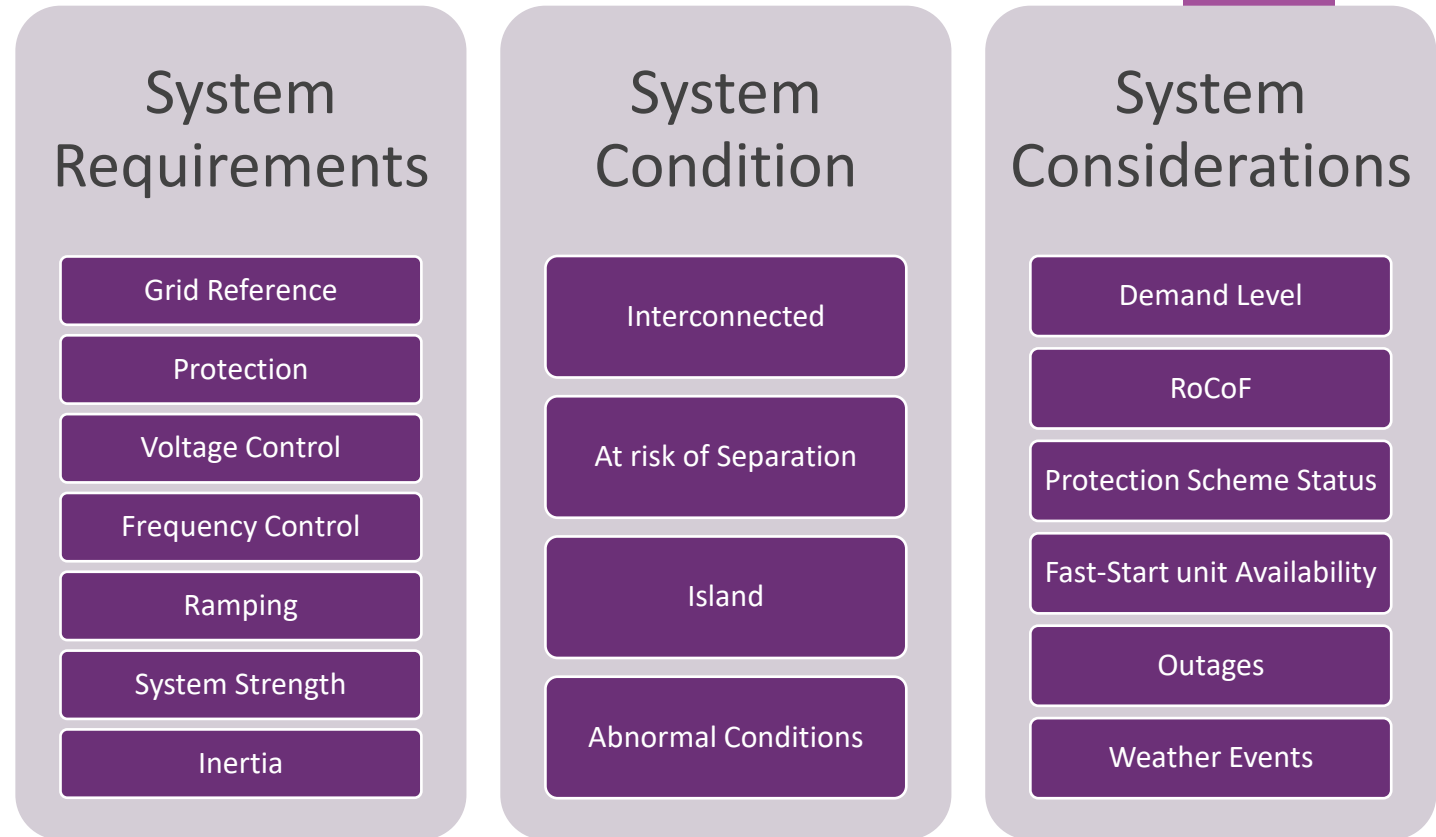 System
Requirements
Grid Reference
Protection
Voltage Control
Frequency Control
Ramping
System Strength
Inertia
System
Condition
Interconnected
At risk of Separation
Island
Abnormal Conditions
System
Considerations
Demand Level
RoCoF
Protection Scheme Status
Fast-Start unit Availability
Outages
Weather Events